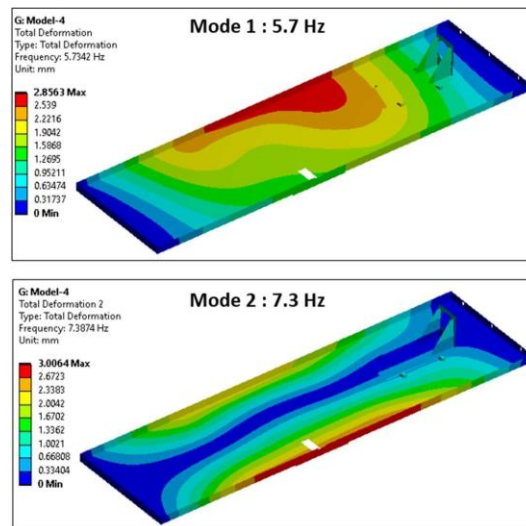 G: Model-4
Total Deformation
Type: Total Deformation
Frequency: 5.7342 Hz
Unit: mm
Mode 1 : 5.7 Hz
2.8563 Max
2.539
2.2216
1.9042
1.5868
1.2695
0.95211
0.63474
0.31737
0 Min
G: Model-4
Total Deformation 2
Type: Total Deformation
Frequency: 7.3874 Hz
Unit: mm
Mode 2 : 7.3 Hz
3.0064 Max
2.6723
2.3383
2.0042
1.6702
1.3362
1.0021
0.66808
0.33404
0 Min